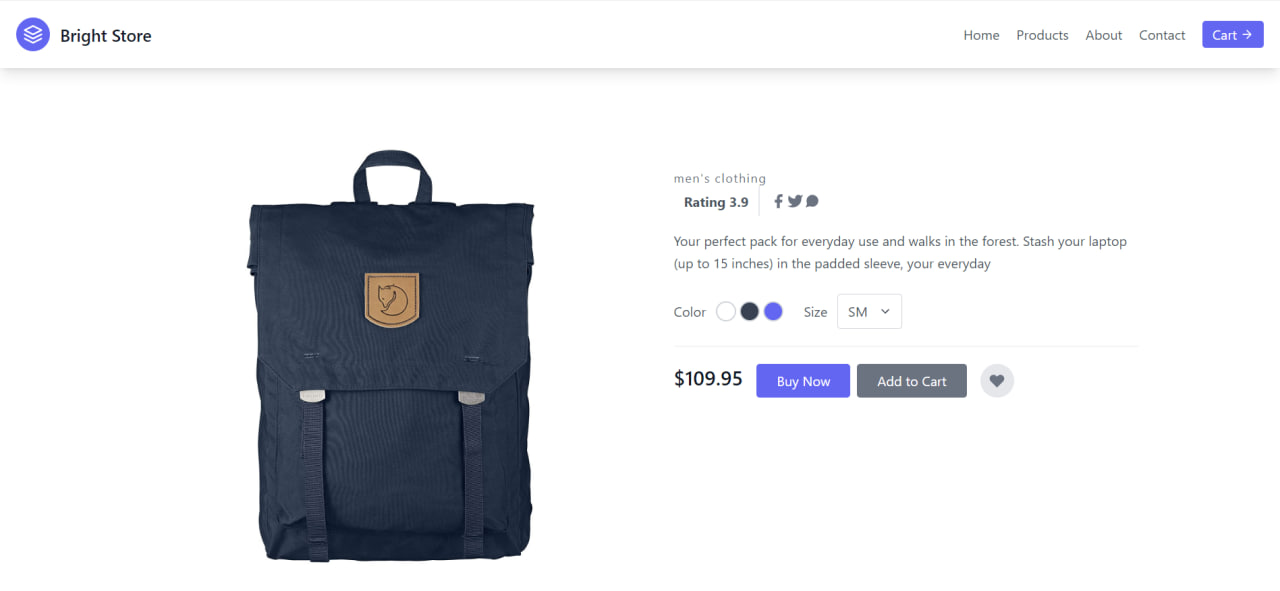 Bright Store
Home Products About Contact Cart →
men's clothing
Rating 3.9
Your perfect pack for everyday use and walks in the forest. Stash your laptop
(up to 15 inches) in the padded sleeve, your everyday
Color Size SM
$109.95 Buy Now Add to Cart